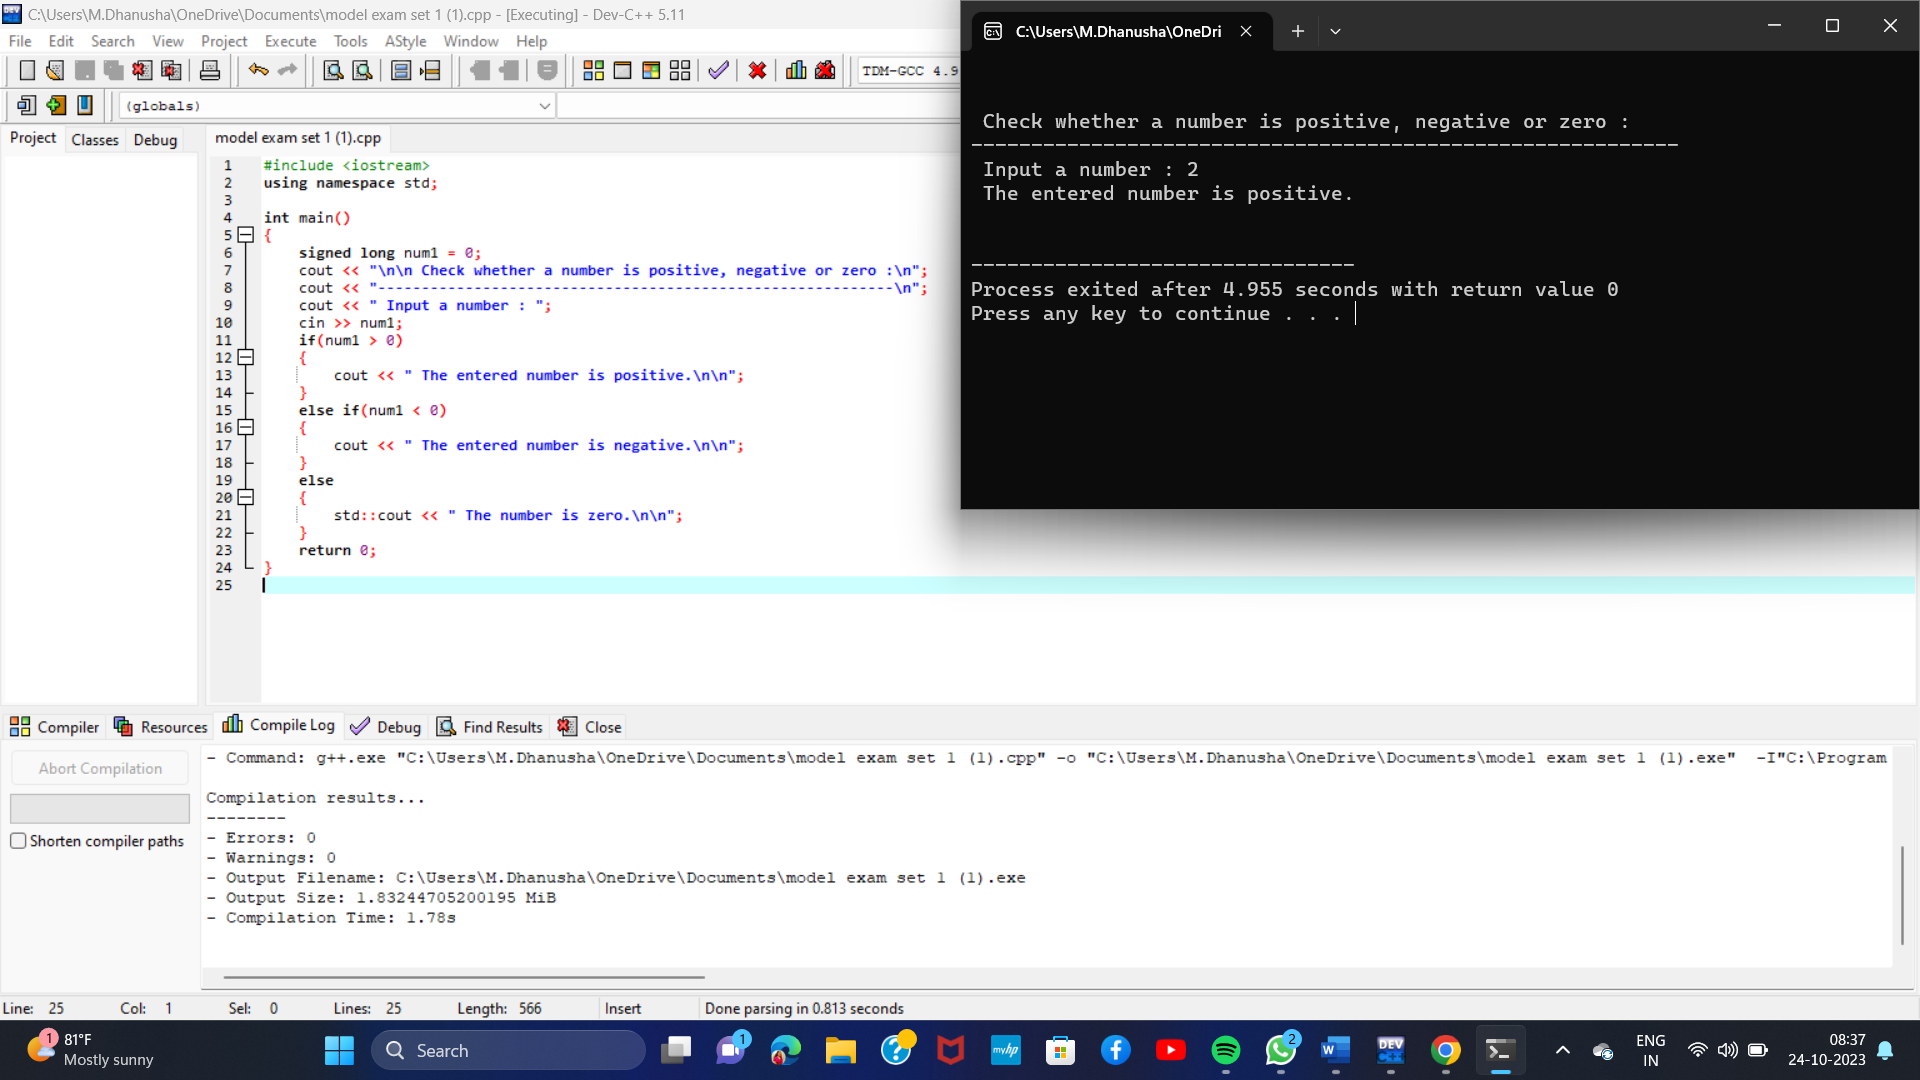 C:\Users\M.Dhanusha\OneDrive\Documents\model exam set 1 (1).cpp - [Executing] - Dev-C++ 5.11
File Edit Search View Project Execute Tools AStyle Window Help
TDM-GCC 4.9
(globals)
Project Classes Debug
model exam set 1 (1).cpp
1 #include <iostream>
2 using namespace std;
3
4 int main()
5 {
6 signed long num1 = 0;
7 cout << "\n\n Check whether a number is positive, negative or zero :\n";
8 cout << "-----------------------------------------------------------\n";
9 cout << " Input a number : ";
10 cin >> num1;
11 if(num1 > 0)
12 {
13 cout << " The entered number is positive.\n\n";
14 }
15 else if(num1 < 0)
16 {
17 cout << " The entered number is negative.\n\n";
18 }
19 else
20 {
21 std::cout << " The number is zero.\n\n";
22 }
23 return 0;
24 }
25
C:\Users\M.Dhanusha\OneDri
Check whether a number is positive, negative or zero :
-----------------------------------------------------------
Input a number : 2
The entered number is positive.
--------------------------------
Process exited after 4.955 seconds with return value 0
Press any key to continue . . .
Compiler Resources Compile Log Debug Find Results Close
Abort Compilation
Shorten compiler paths
- Command: g++.exe "C:\Users\M.Dhanusha\OneDrive\Documents\model exam set 1 (1).cpp" -o "C:\Users\M.Dhanusha\OneDrive\Documents\model exam set 1 (1).exe" -I"C:\Program
Compilation results...
--------
- Errors: 0
- Warnings: 0
- Output Filename: C:\Users\M.Dhanusha\OneDrive\Documents\model exam set 1 (1).exe
- Output Size: 1.83244705200195 MiB
- Compilation Time: 1.78s
Line: 25 Col: 1 Sel: 0 Lines: 25 Length: 566 Insert Done parsing in 0.813 seconds
1
81°F
Mostly sunny
Search
1
myhp
2
W
DEV C++
ENG
IN
08:37
24-10-2023